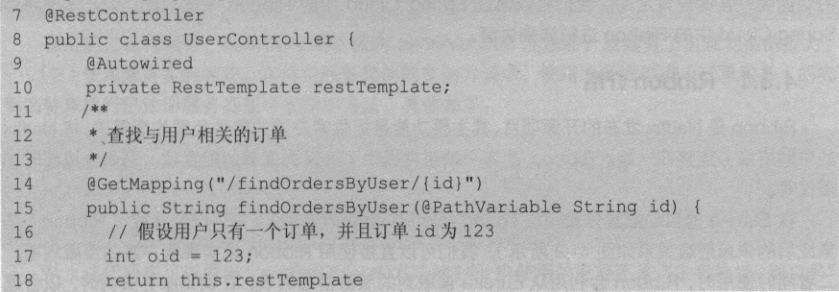 7 @RestController
8 public class UserController {
9 @Autowired
10 private RestTemplate restTemplate;
11 /**
12 * 查找与用户相关的订单
13 */
14 @GetMapping("/findOrdersByUser/{id}")
15 public String findOrdersByUser(@PathVariable String id) {
16 // 假设用户只有一个订单，并且订单 id 为 123
17 int oid = 123;
18 return this.restTemplate